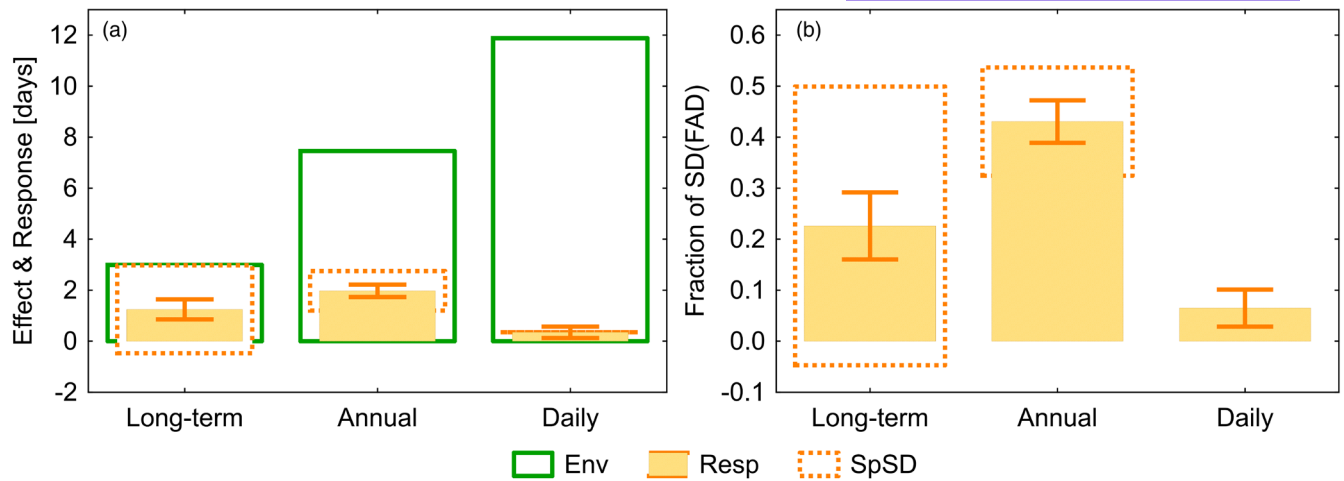 (a)
Effect & Response [days]
12
10
8
6
4
2
0
-2
Long-term Annual Daily
(b)
Fraction of SD(FAD)
0.6
0.5
0.4
0.3
0.2
0.1
0.0
-0.1
Long-term Annual Daily
Env Resp SpSD